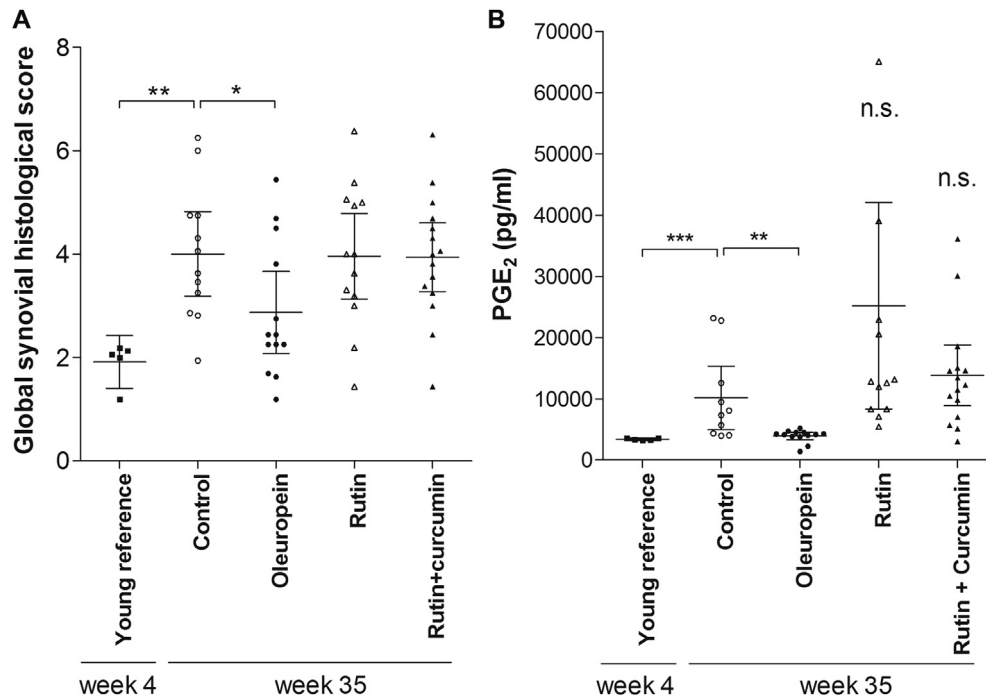 A
Global synovial histological score
8
6
4
2
0
**
*
Young reference
Control
Oleuropein
Rutin
Rutin+curcumin
week 4
week 35
B
PGE2 (pg/ml)
70000
60000
50000
40000
30000
20000
10000
0
***
**
n.s.
n.s.
Young reference
Control
Oleuropein
Rutin
Rutin + Curcumin
week 4
week 35